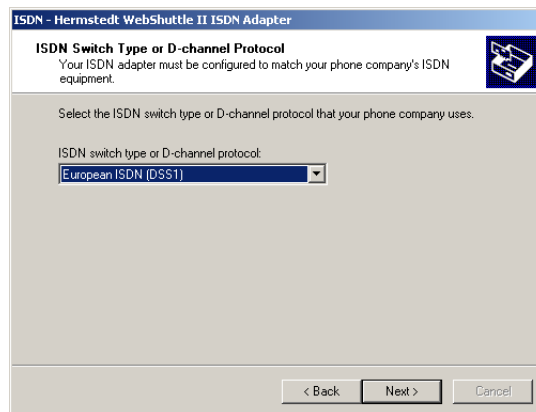 ISDN - Hermstedt WebShuttle II ISDN Adapter
ISDN Switch Type or D-channel Protocol
Your ISDN adapter must be configured to match your phone company's ISDN
equipment.
Select the ISDN switch type or D-channel protocol that your phone company uses.
ISDN switch type or D-channel protocol:
European ISDN (DSS1)
< Back
Next >
Cancel